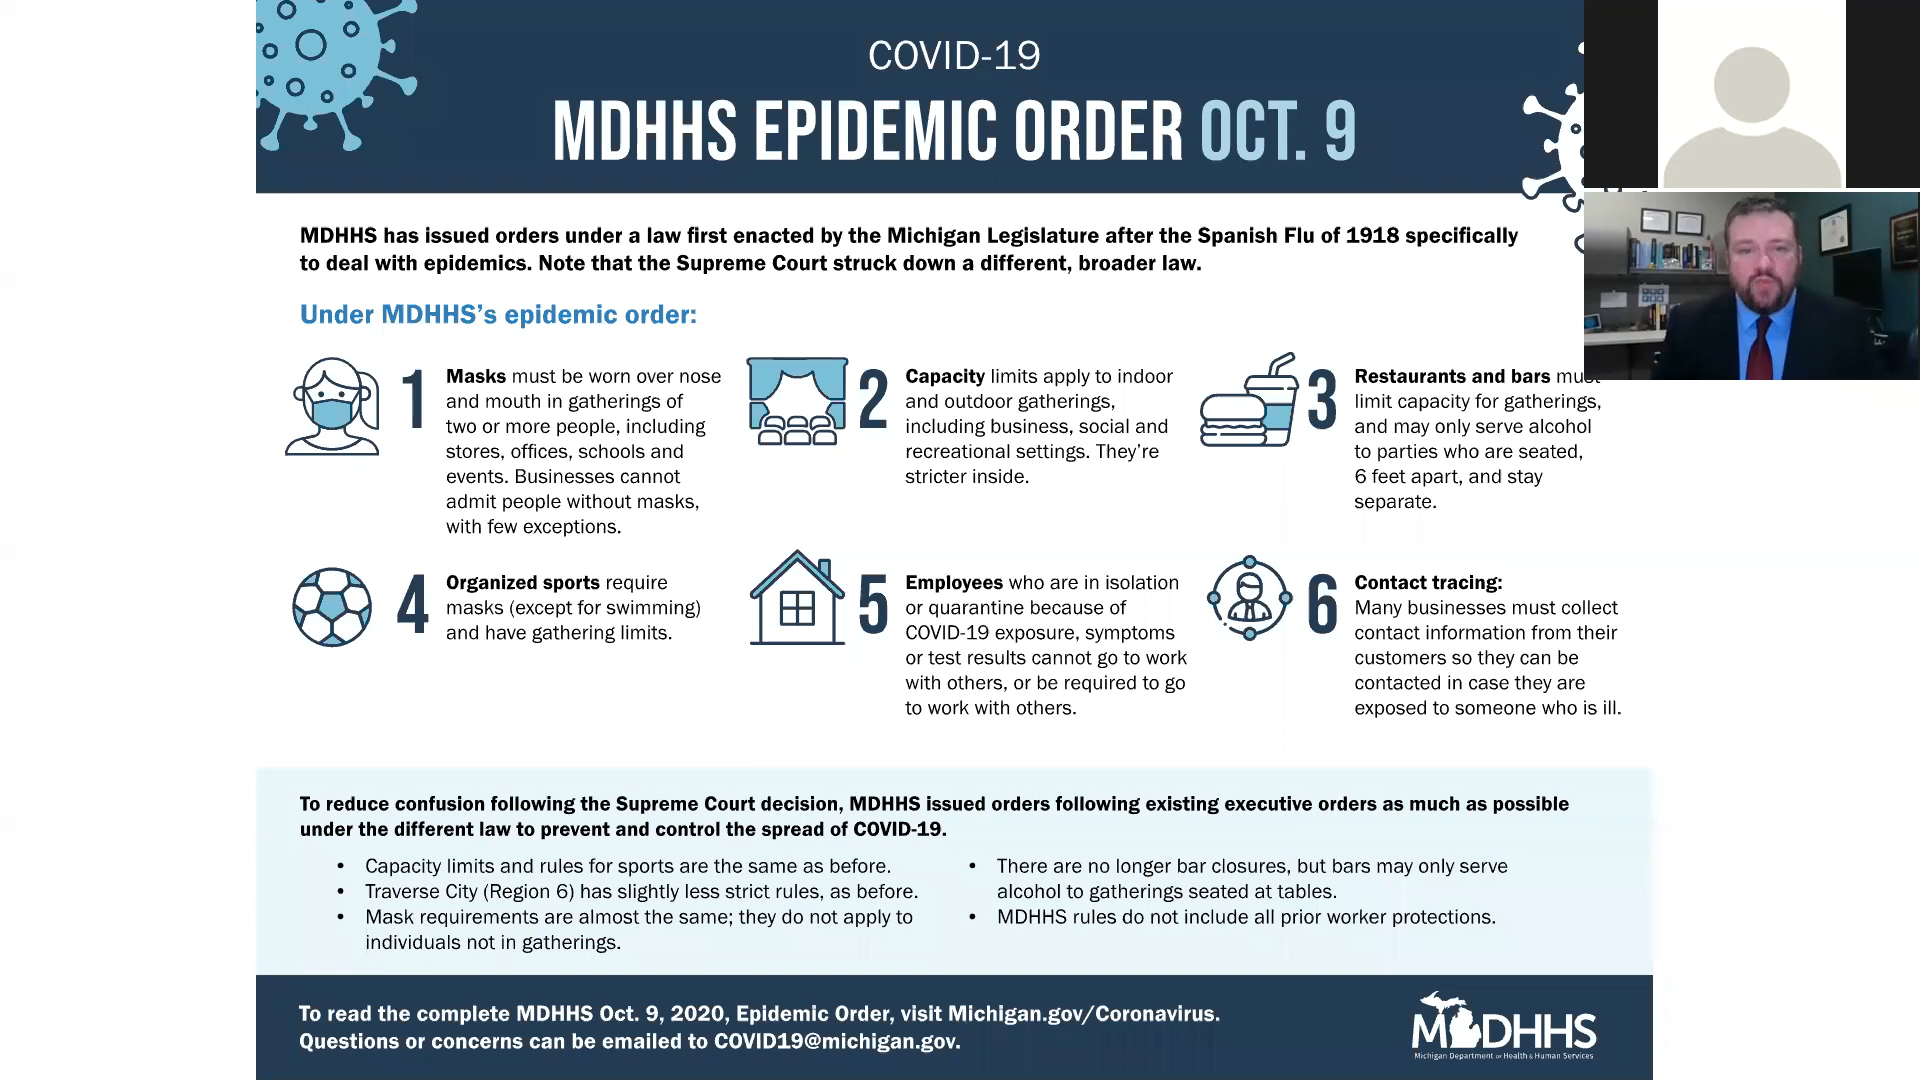 COVID-19
MDHHS EPIDEMIC ORDER OCT. 9
MDHHS has issued orders under a law first enacted by the Michigan Legislature after the Spanish Flu of 1918 specifically
to deal with epidemics. Note that the Supreme Court struck down a different, broader law.
Under MDHHS's epidemic order:
1
Masks must be worn over nose
and mouth in gatherings of
two or more people, including
stores, offices, schools and
events. Businesses cannot
admit people without masks,
with few exceptions.
2
Capacity limits apply to indoor
and outdoor gatherings,
including business, social and
recreational settings. They're
stricter inside.
3
Restaurants and bars must
limit capacity for gatherings,
and may only serve alcohol
to parties who are seated,
6 feet apart, and stay
separate.
4
Organized sports require
masks (except for swimming)
and have gathering limits.
5
Employees who are in isolation
or quarantine because of
COVID-19 exposure, symptoms
or test results cannot go to work
with others, or be required to go
to work with others.
6
Contact tracing:
Many businesses must collect
contact information from their
customers so they can be
contacted in case they are
exposed to someone who is ill.
To reduce confusion following the Supreme Court decision, MDHHS issued orders following existing executive orders as much as possible
under the different law to prevent and control the spread of COVID-19.
• Capacity limits and rules for sports are the same as before.
• Traverse City (Region 6) has slightly less strict rules, as before.
• Mask requirements are almost the same; they do not apply to
individuals not in gatherings.
• There are no longer bar closures, but bars may only serve
alcohol to gatherings seated at tables.
• MDHHS rules do not include all prior worker protections.
To read the complete MDHHS Oct. 9, 2020, Epidemic Order, visit Michigan.gov/Coronavirus.
Questions or concerns can be emailed to COVID19@michigan.gov.
MDHHS
Michigan Department of Health & Human Services